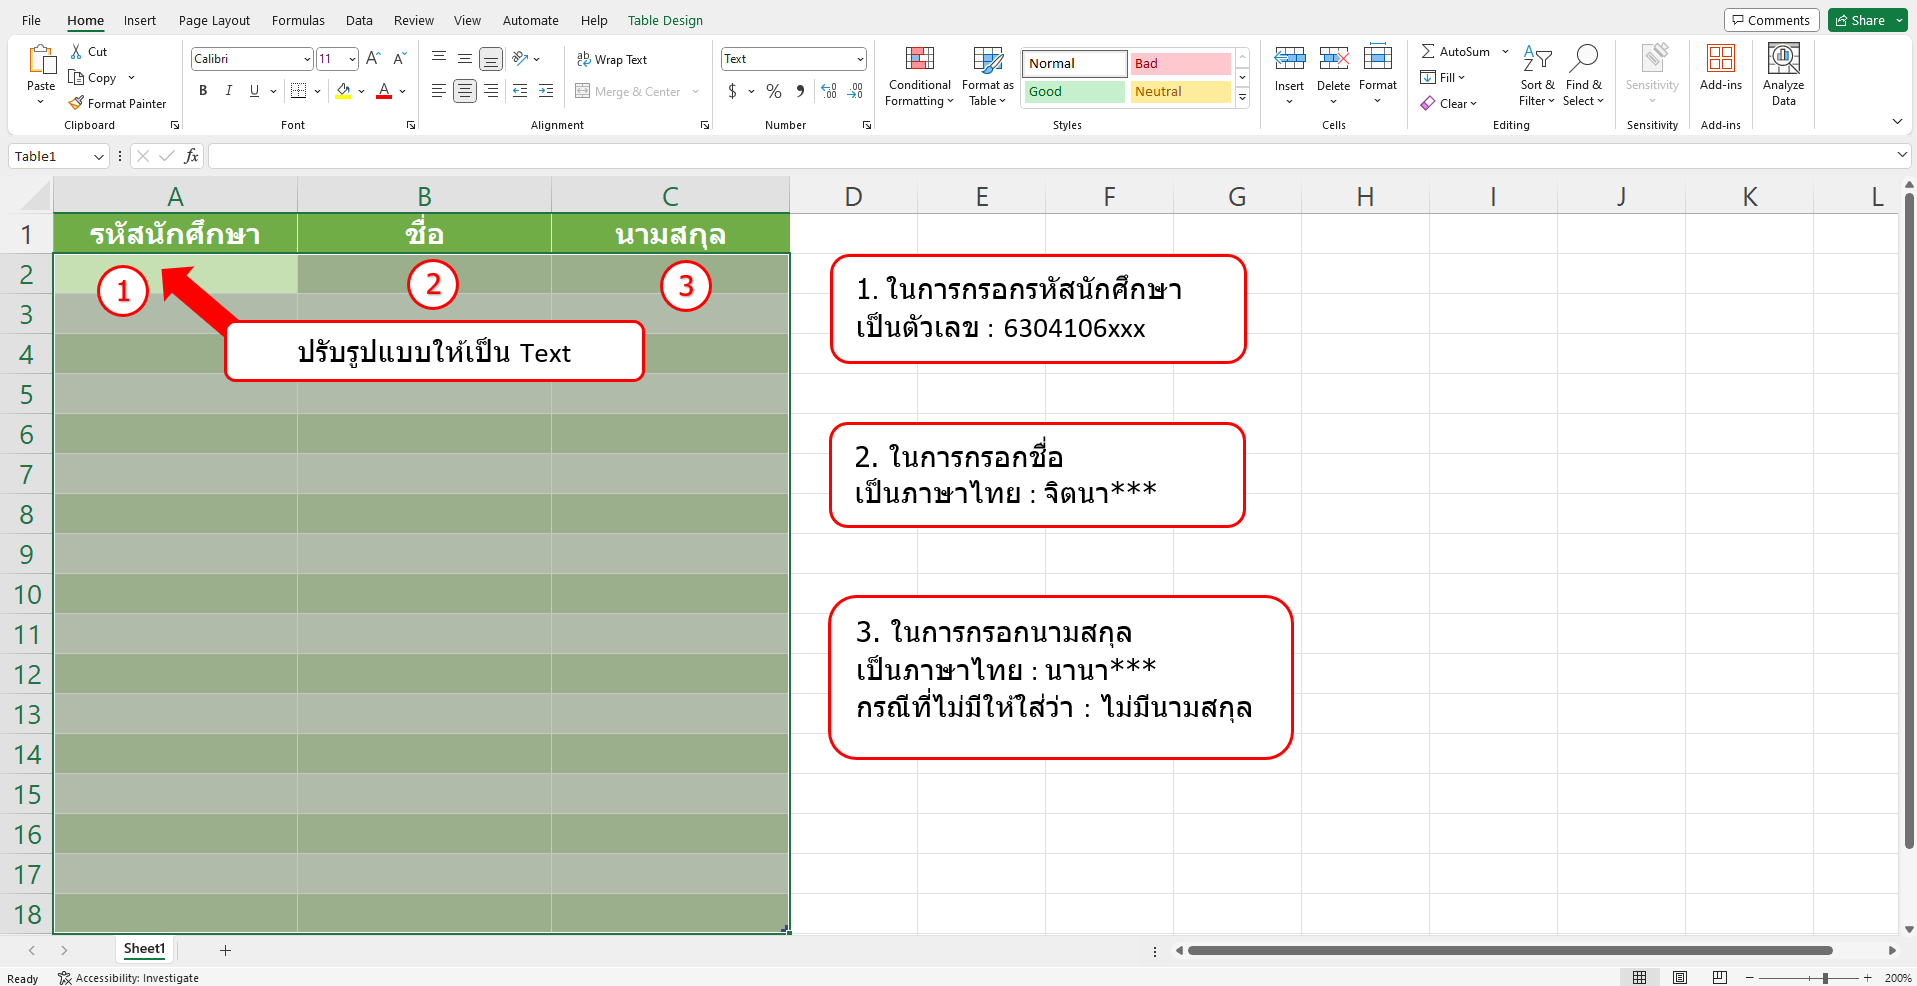 File Home Insert Page Layout Formulas Data Review View Automate Help Table Design Comments Share
Paste
Cut
Copy
Format Painter
Clipboard
Calibri 11
B I U
Font
Wrap Text
Merge & Center
Alignment
Text
$ % 9
Number
Conditional Formatting
Format as Table
Normal Bad
Good Neutral
Styles
Insert Delete Format
Cells
AutoSum
Fill
Clear
Sort & Filter
Find & Select
Editing
Sensitivity
Sensitivity
Add-ins
Add-ins
Analyze Data
Table1 fx
A B C D E F G H I J K L
1 รหัสนักศึกษา ชื่อ นามสกุล
2
3
4
5
6
7
8
9
10
11
12
13
14
15
16
17
18
1 2 3
ปรับรูปแบบให้เป็น Text
1. ในการกรอกรหัสนักศึกษา
เป็นตัวเลข : 6304106xxx
2. ในการกรอกชื่อ
เป็นภาษาไทย : จิตนา***
3. ในการกรอกนามสกุล
เป็นภาษาไทย : นานา***
กรณีที่ไม่มีให้ใส่ว่า : ไม่มีนามสกุล
Sheet1
Ready Accessibility: Investigate 200%